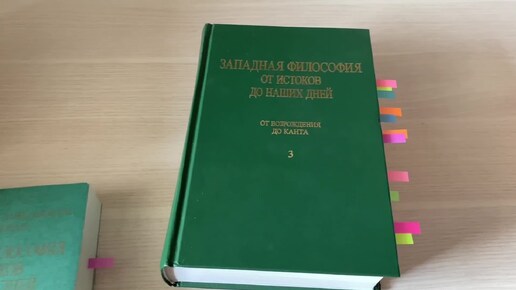 ЗАПАДНАЯ ФИЛОСОФИЯ
ОТ ИСТОКОВ
ДО НАШИХ ДНЕЙ
ОТ ВОЗРОЖДЕНИЯ
ДО КАНТА
3